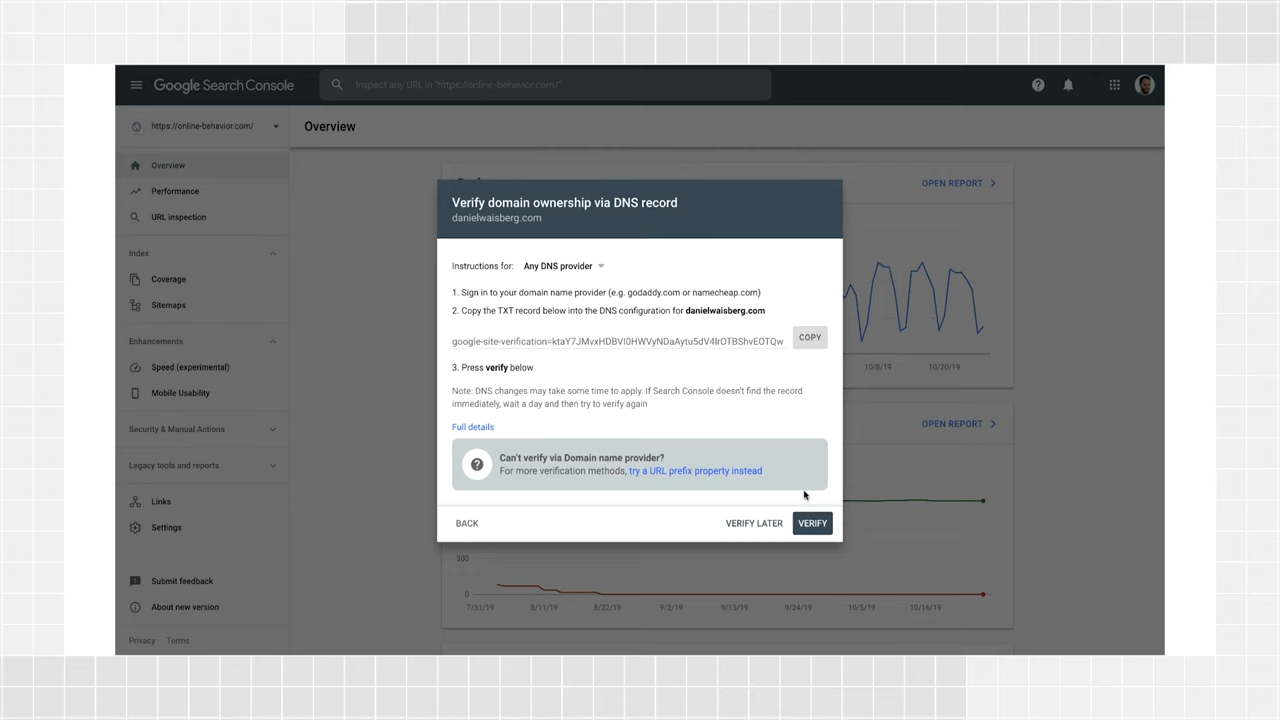 Google Search Console
Inspect any URL in "https://online-behavior.com/"
https://online-behavior.com/
Overview
Overview
Performance
URL inspection
Index
Coverage
Sitemaps
Enhancements
Speed (experimental)
Mobile Usability
Security & Manual Actions
Legacy tools and reports
Links
Settings
Submit feedback
About new version
Privacy Terms
OPEN REPORT
10/8/19 10/20/19
OPEN REPORT
Verify domain ownership via DNS record
danielwaisberg.com
Instructions for: Any DNS provider
1. Sign in to your domain name provider (e.g. godaddy.com or namecheap.com)
2. Copy the TXT record below into the DNS configuration for danielwaisberg.com
google-site-verification=ktaY7JMvxHDBVI0HWVyNDaAytu5dV4lrOTBShvEOTQw
COPY
3. Press verify below
Note: DNS changes may take some time to apply. If Search Console doesn't find the record
immediately, wait a day and then try to verify again
Full details
Can't verify via Domain name provider?
For more verification methods, try a URL prefix property instead
BACK
VERIFY LATER
VERIFY
300
0
7/31/19 8/11/19 8/22/19 9/2/19 9/13/19 9/24/19 10/5/19 10/16/19